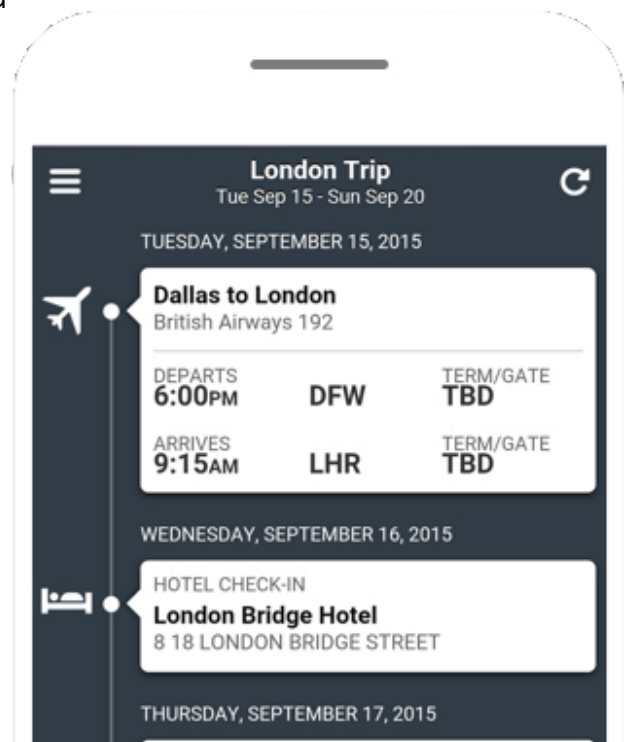 London Trip
Tue Sep 15 - Sun Sep 20
TUESDAY, SEPTEMBER 15, 2015
Dallas to London
British Airways 192
DEPARTS TERM/GATE
6:00PM DFW TBD
ARRIVES TERM/GATE
9:15AM LHR TBD
WEDNESDAY, SEPTEMBER 16, 2015
HOTEL CHECK-IN
London Bridge Hotel
8 18 LONDON BRIDGE STREET
THURSDAY, SEPTEMBER 17, 2015